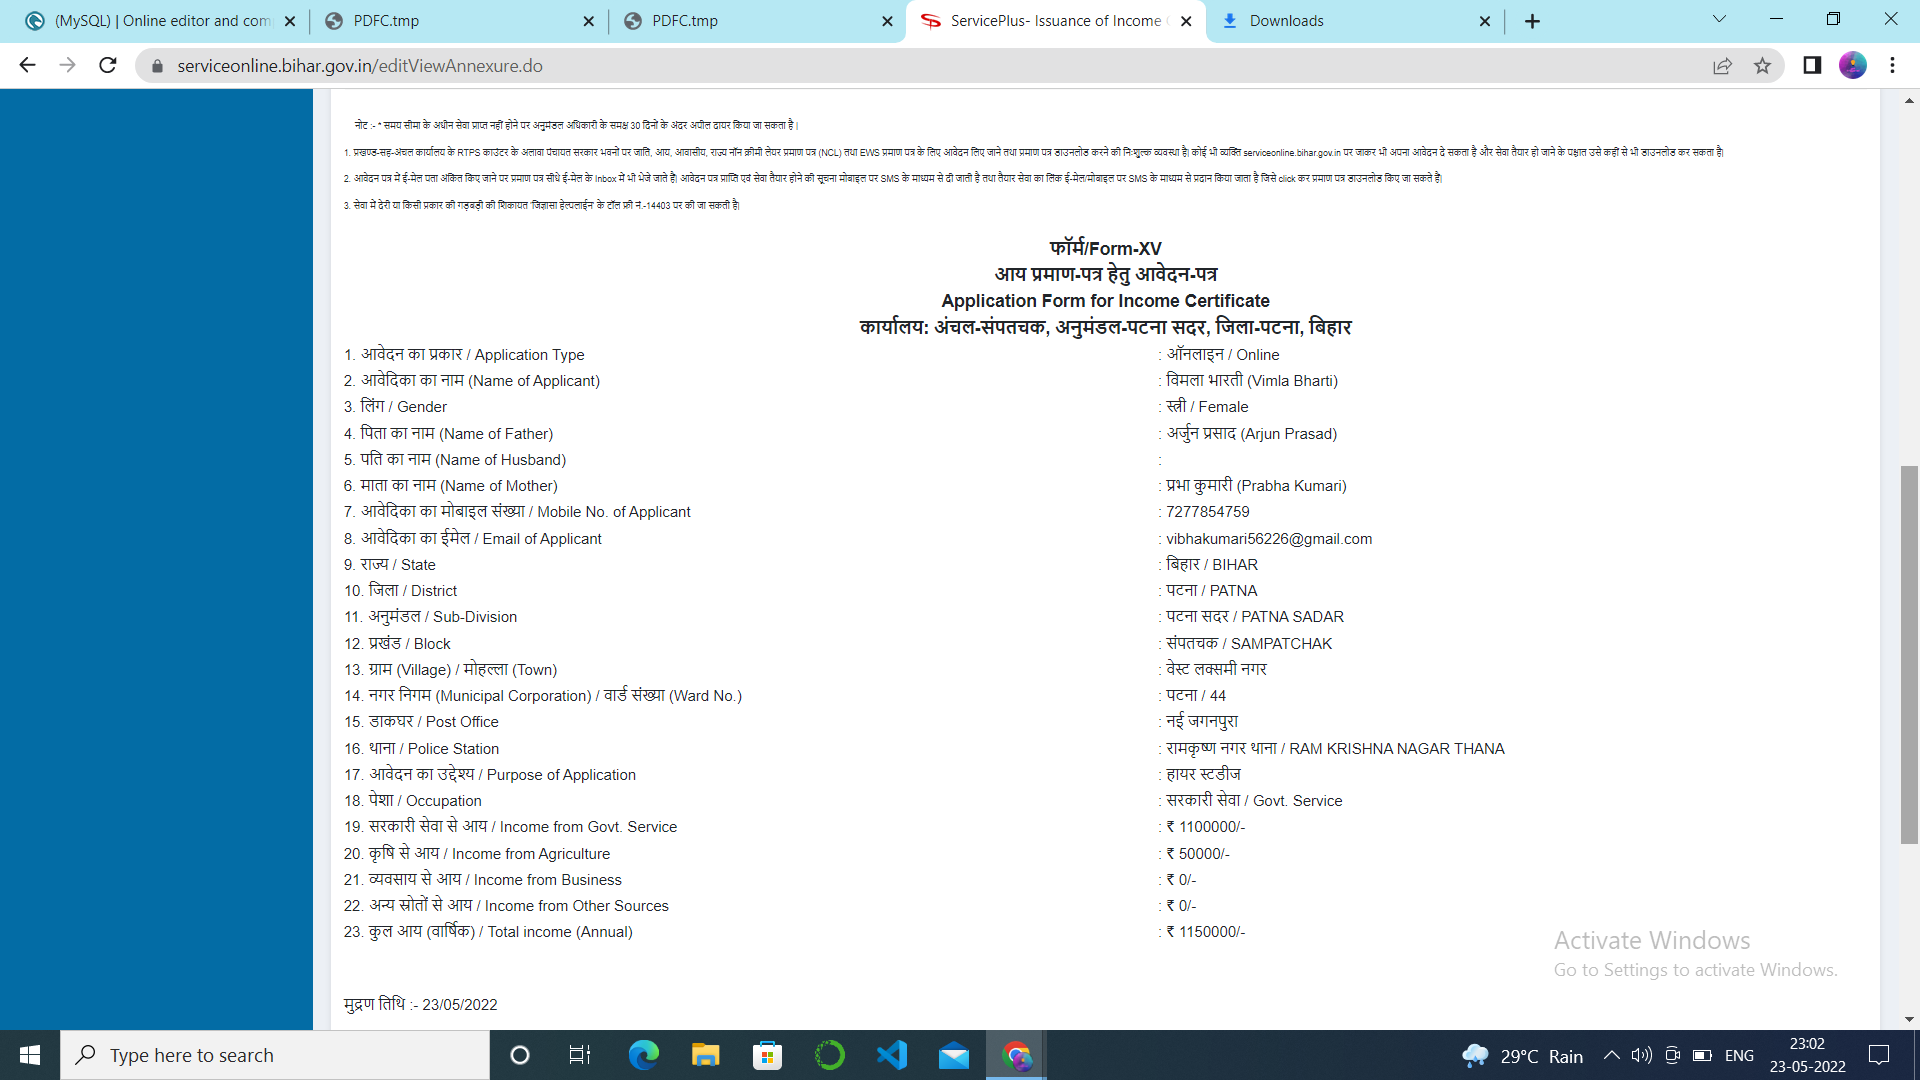 (MySQL) | Online editor and com
PDFC.tmp
PDFC.tmp
ServicePlus- Issuance of Income
Downloads
serviceonline.bihar.gov.in/editViewAnnexure.do
नोट :- * समय सीमा के अधीन सेवा प्राप्त नहीं होने पर अनुमंडल अधिकारी के समक्ष 30 दिनों के अंदर अपील दायर किया जा सकता है |
1. प्रखण्ड-सह-अंचल कार्यालय के RTPS काउंटर के अलावा पंचायत सरकार भवनों पर जाति, आय, आवासीय, राज्य नॉन क्रीमी लेयर प्रमाण पत्र (NCL) तथा EWS प्रमाण पत्र के लिए आवेदन लिए जाने तथा प्रमाण पत्र डाउनलोड करने की निःशुल्क व्यवस्था है| कोई भी व्यक्ति serviceonline.bihar.gov.in पर जाकर भी अपना आवेदन दे सकता है और सेवा तैयार हो जाने के पश्चात उसे कहीं से भी डाउनलोड कर सकता है|
2. आवेदन पत्र में ई-मेल पता अंकित किए जाने पर प्रमाण पत्र सीधे ई-मेल के Inbox में भी भेजे जाते है| आवेदन पत्र प्राप्ति एवं सेवा तैयार होने की सूचना मोबाइल पर SMS के माध्यम से दी जाती है तथा तैयार सेवा का लिंक ई-मेल/मोबाइल पर SMS के माध्यम से प्रदान किया जाता है जिसे click कर प्रमाण पत्र डाउनलोड किए जा सकते है|
3. सेवा में देरी या किसी प्रकार की गड़बड़ी की शिकायत 'जिज्ञासा हेल्पलाईन' के टॉल फ्री नं.-14403 पर की जा सकती है|
फॉर्म/Form-XV
आय प्रमाण-पत्र हेतु आवेदन-पत्र
Application Form for Income Certificate
कार्यालय: अंचल-संपतचक, अनुमंडल-पटना सदर, जिला-पटना, बिहार
1. आवेदन का प्रकार / Application Type : ऑनलाइन / Online
2. आवेदिका का नाम (Name of Applicant) : विमला भारती (Vimla Bharti)
3. लिंग / Gender : स्त्री / Female
4. पिता का नाम (Name of Father) : अर्जुन प्रसाद (Arjun Prasad)
5. पति का नाम (Name of Husband) :
6. माता का नाम (Name of Mother) : प्रभा कुमारी (Prabha Kumari)
7. आवेदिका का मोबाइल संख्या / Mobile No. of Applicant : 7277854759
8. आवेदिका का ईमेल / Email of Applicant : vibhakumari56226@gmail.com
9. राज्य / State : बिहार / BIHAR
10. जिला / District : पटना / PATNA
11. अनुमंडल / Sub-Division : पटना सदर / PATNA SADAR
12. प्रखंड / Block : संपतचक / SAMPATCHAK
13. ग्राम (Village) / मोहल्ला (Town) : वेस्ट लक्समी नगर
14. नगर निगम (Municipal Corporation) / वार्ड संख्या (Ward No.) : पटना / 44
15. डाकघर / Post Office : नई जगनपुरा
16. थाना / Police Station : रामकृष्ण नगर थाना / RAM KRISHNA NAGAR THANA
17. आवेदन का उद्देश्य / Purpose of Application : हायर स्टडीज
18. पेशा / Occupation : सरकारी सेवा / Govt. Service
19. सरकारी सेवा से आय / Income from Govt. Service : ₹ 1100000/-
20. कृषि से आय / Income from Agriculture : ₹ 50000/-
21. व्यवसाय से आय / Income from Business : ₹ 0/-
22. अन्य स्रोतों से आय / Income from Other Sources : ₹ 0/-
23. कुल आय (वार्षिक) / Total income (Annual) : ₹ 1150000/-
Activate Windows
Go to Settings to activate Windows.
मुद्रण तिथि :- 23/05/2022
Type here to search
29°C Rain
ENG
23:02
23-05-2022